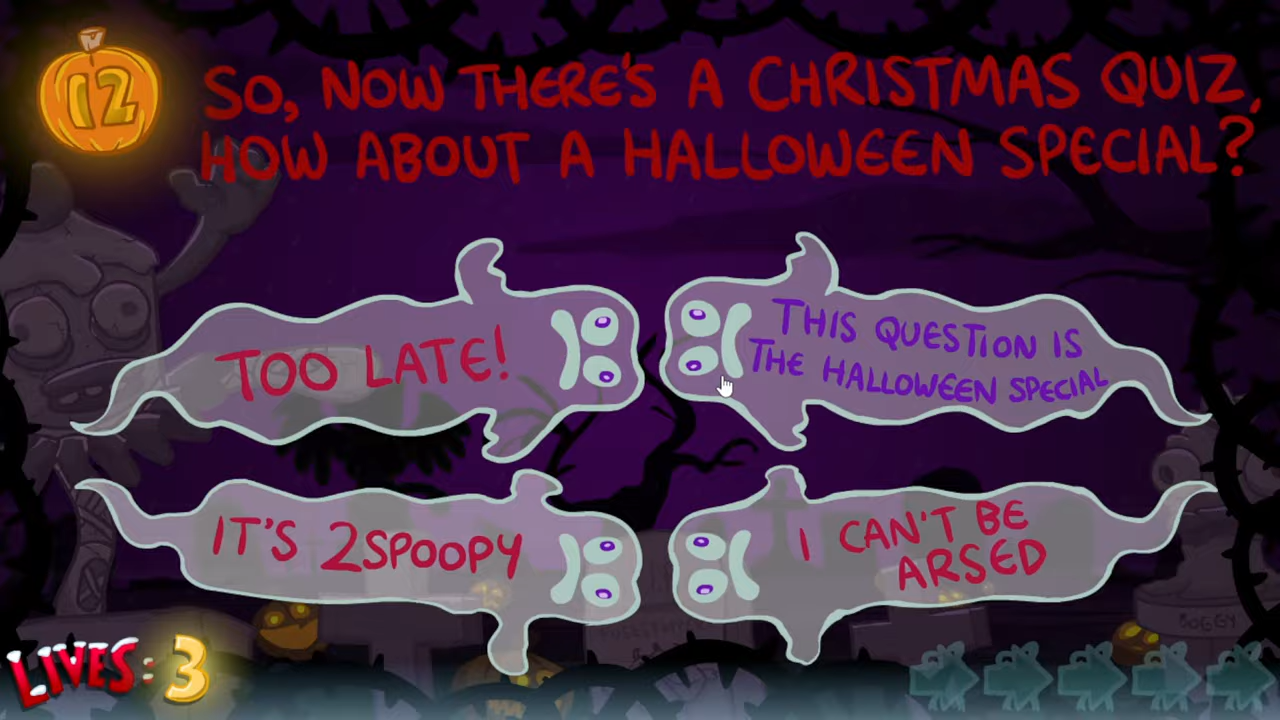 12
SO, NOW THERE'S A CHRISTMAS QUIZ,
HOW ABOUT A HALLOWEEN SPECIAL?
TOO LATE!
THIS QUESTION IS
THE HALLOWEEN SPECIAL
IT'S 2SPOOPY
I CAN'T BE
ARSED
BOGGY
LIVES: 3